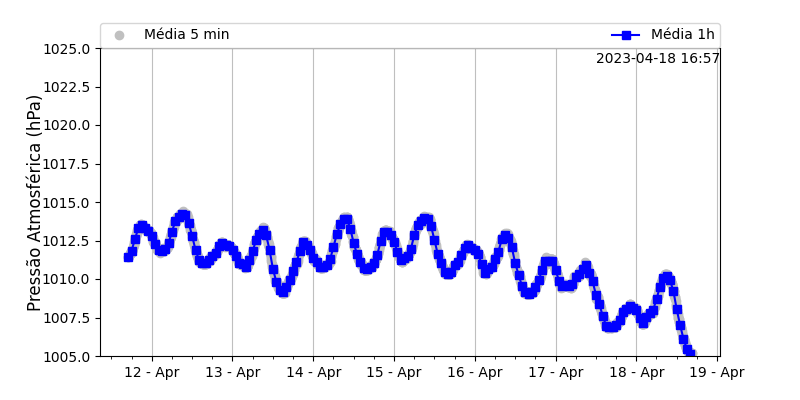 Média 5 min
Média 1h
2023-04-18 16:57
Pressão Atmosférica (hPa)
1025.0
1022.5
1020.0
1017.5
1015.0
1012.5
1010.0
1007.5
1005.0
12 - Apr
13 - Apr
14 - Apr
15 - Apr
16 - Apr
17 - Apr
18 - Apr
19 - Apr